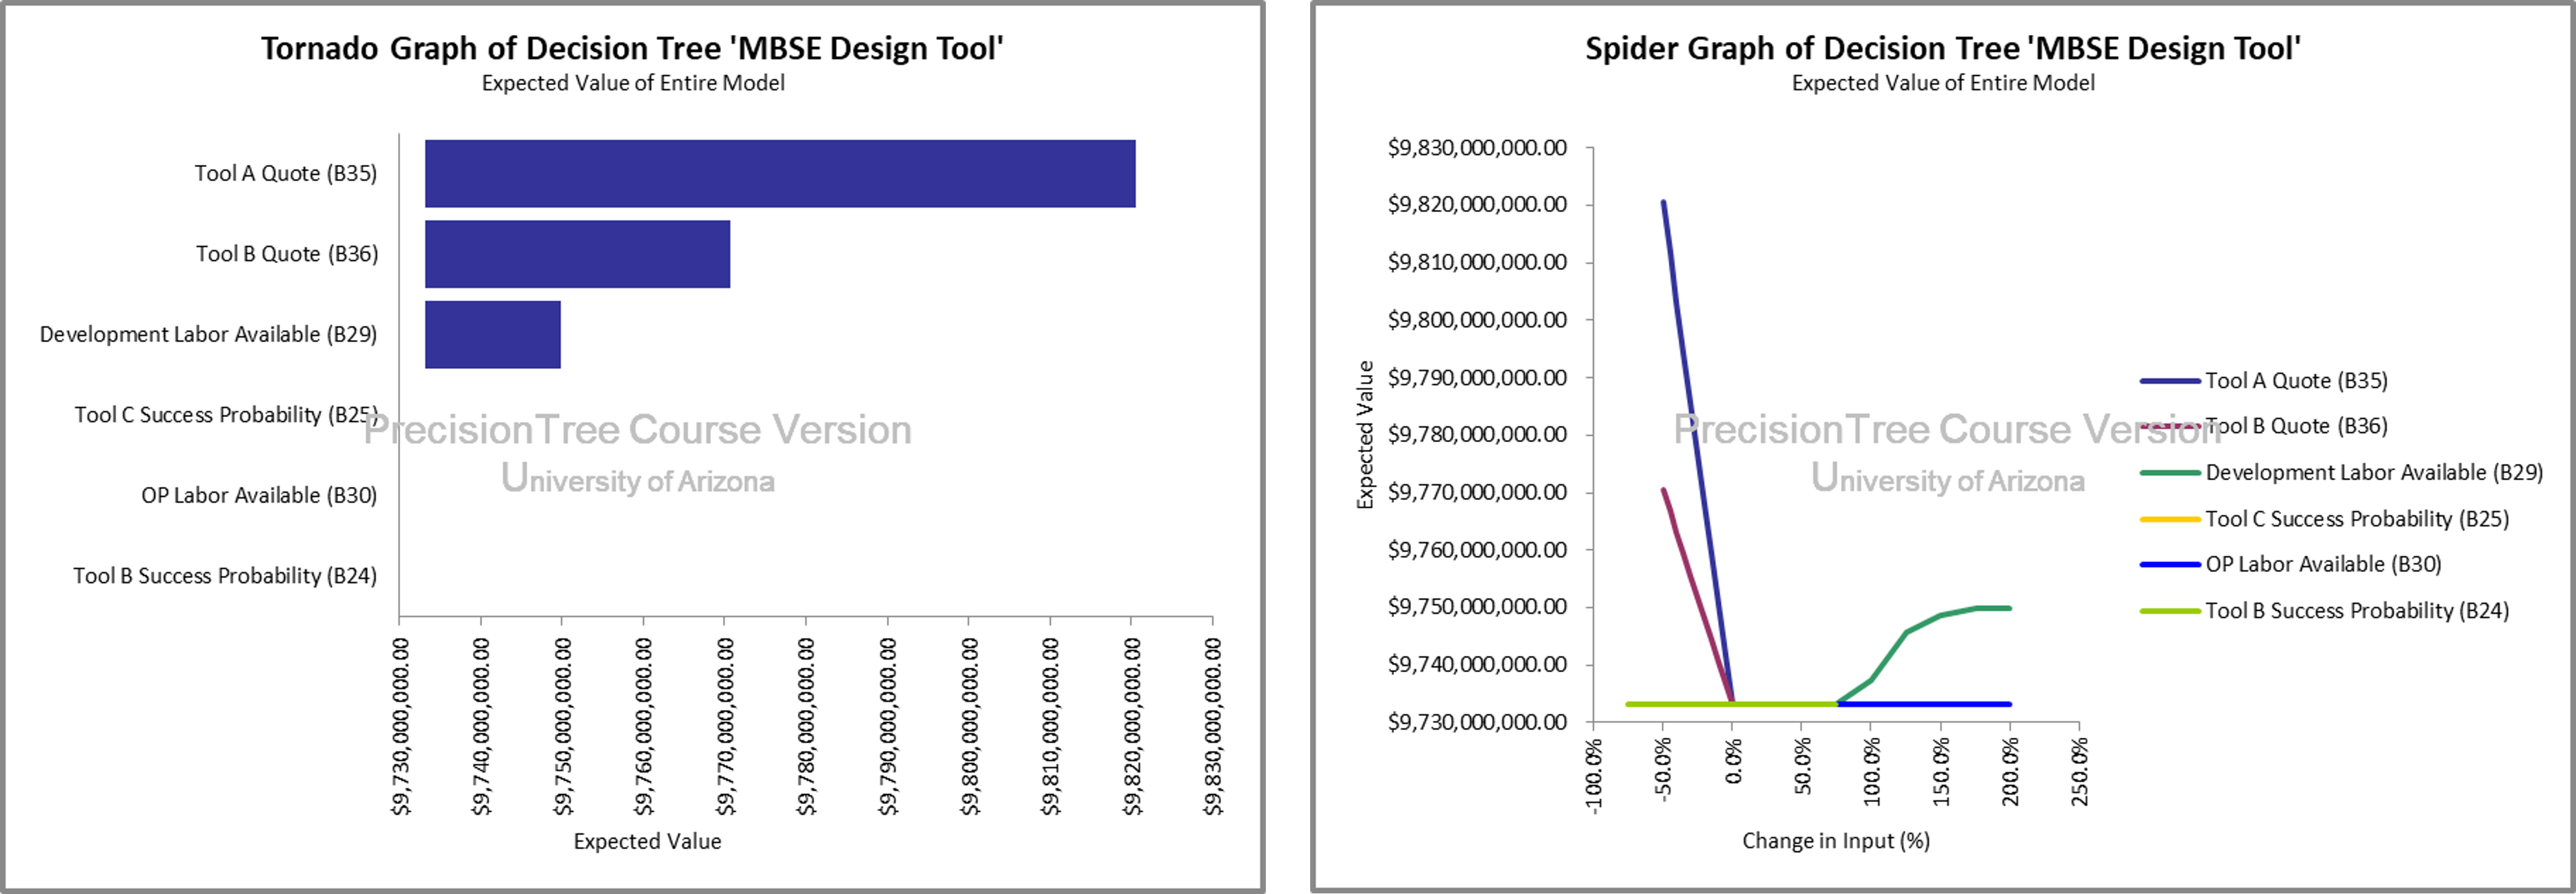 Tornado Graph of Decision Tree 'MBSE Design Tool'
Expected Value of Entire Model
Tool A Quote (B35)
Tool B Quote (B36)
Development Labor Available (B29)
Tool C Success Probability (B25)
OP Labor Available (B30)
Tool B Success Probability (B24)
PrecisionTree Course Version
University of Arizona
$9,730,000,000.00
$9,740,000,000.00
$9,750,000,000.00
$9,760,000,000.00
$9,770,000,000.00
$9,780,000,000.00
$9,790,000,000.00
$9,800,000,000.00
$9,810,000,000.00
$9,820,000,000.00
$9,830,000,000.00
Expected Value
Spider Graph of Decision Tree 'MBSE Design Tool'
Expected Value of Entire Model
$9,830,000,000.00
$9,820,000,000.00
$9,810,000,000.00
$9,800,000,000.00
$9,790,000,000.00
$9,780,000,000.00
$9,770,000,000.00
$9,760,000,000.00
$9,750,000,000.00
$9,740,000,000.00
$9,730,000,000.00
Expected Value
PrecisionTree Course Version
University of Arizona
-100.0%
-50.0%
0.0%
50.0%
100.0%
150.0%
200.0%
250.0%
Change in Input (%)
Tool A Quote (B35)
Tool B Quote (B36)
Development Labor Available (B29)
Tool C Success Probability (B25)
OP Labor Available (B30)
Tool B Success Probability (B24)